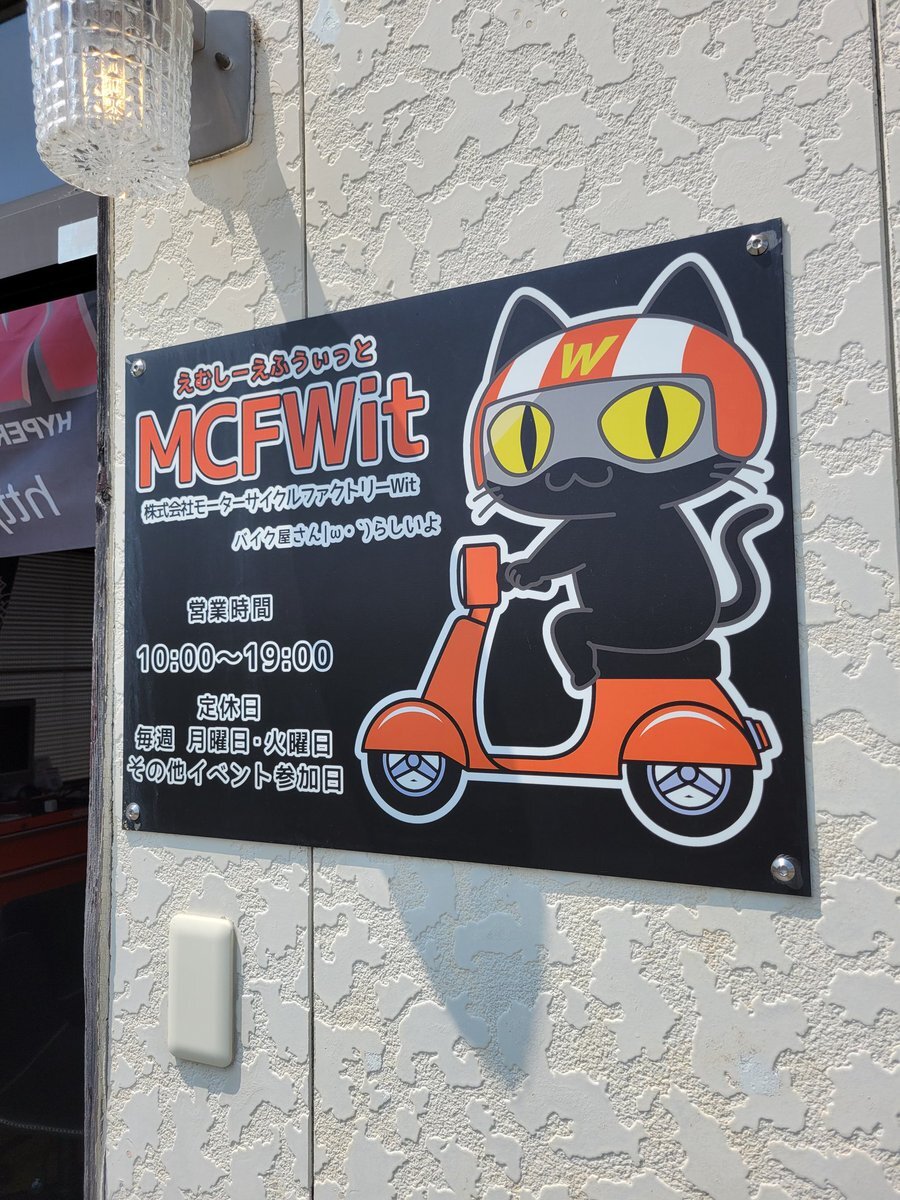 えむしーえふうぃっと
MCFWit
株式会社モーターサイクルファクトリーWit
バイク屋さん|ω・`)らしいよ
営業時間
10:00～19:00
定休日
毎週 月曜日・火曜日
その他イベント参加日
W
HYPER